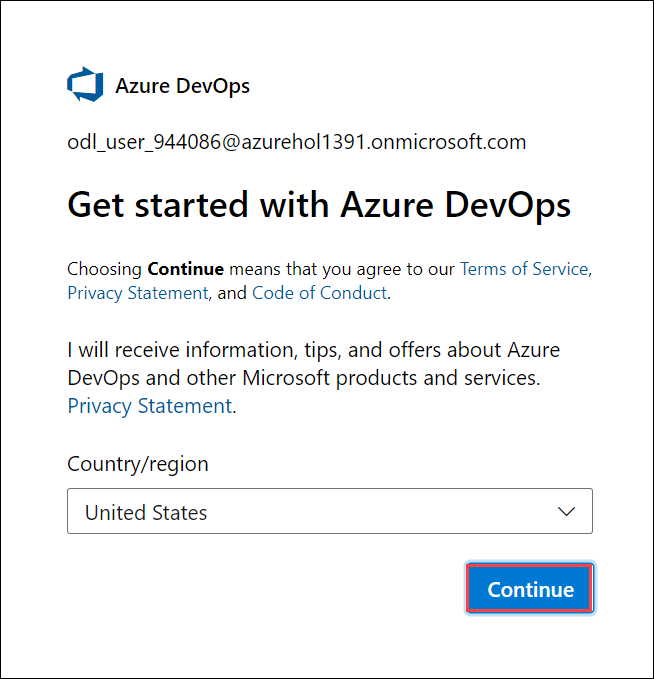 Azure DevOps
odl_user_944086@azurehol1391.onmicrosoft.com
Get started with Azure DevOps
Choosing Continue means that you agree to our Terms of Service,
Privacy Statement, and Code of Conduct.
I will receive information, tips, and offers about Azure
DevOps and other Microsoft products and services.
Privacy Statement.
Country/region
United States
Continue